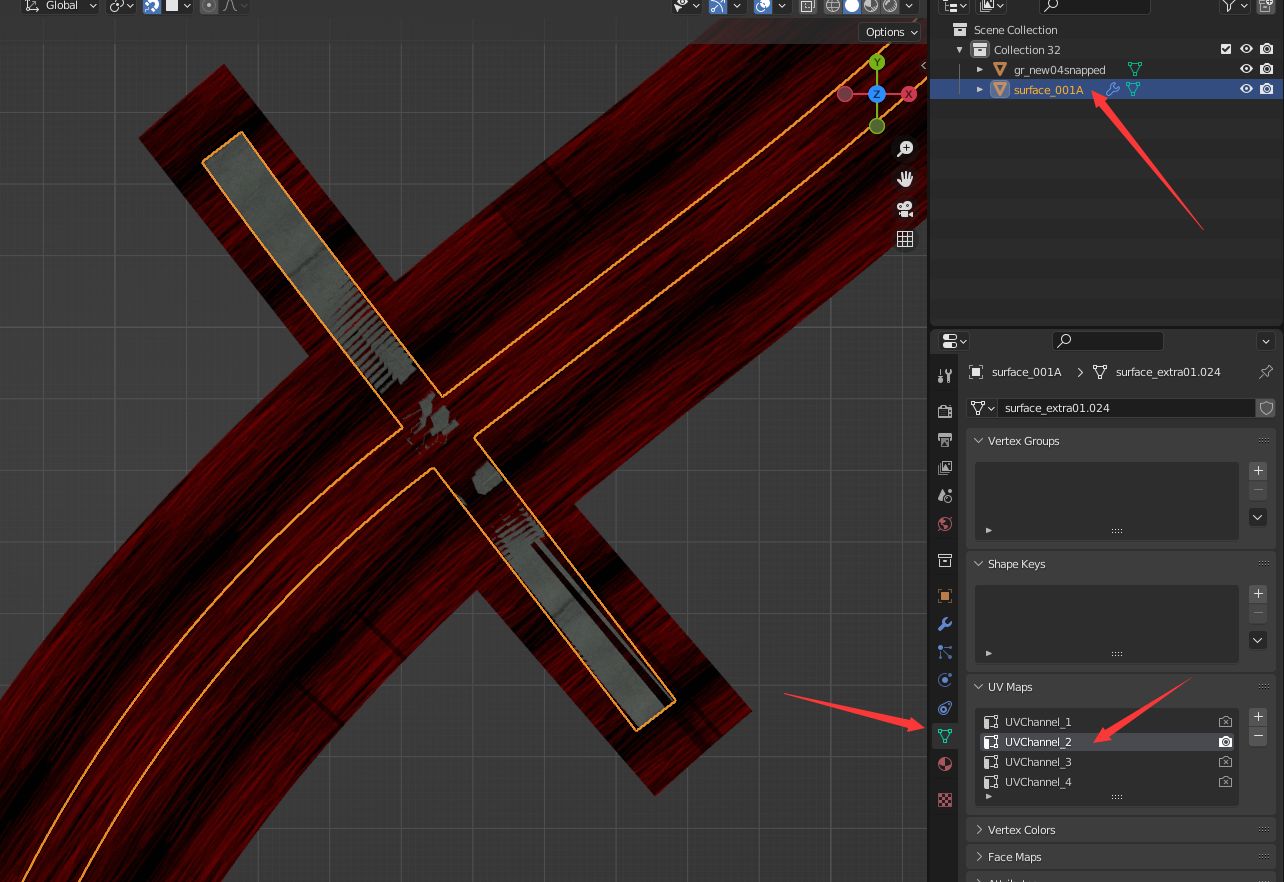 Global
Options
Y
Z
X
Scene Collection
Collection 32
gr_new04snapped
surface_001A
surface_001A
surface_extra01.024
surface_extra01.024
Vertex Groups
Shape Keys
UV Maps
UVChannel_1
UVChannel_2
UVChannel_3
UVChannel_4
Vertex Colors
Face Maps